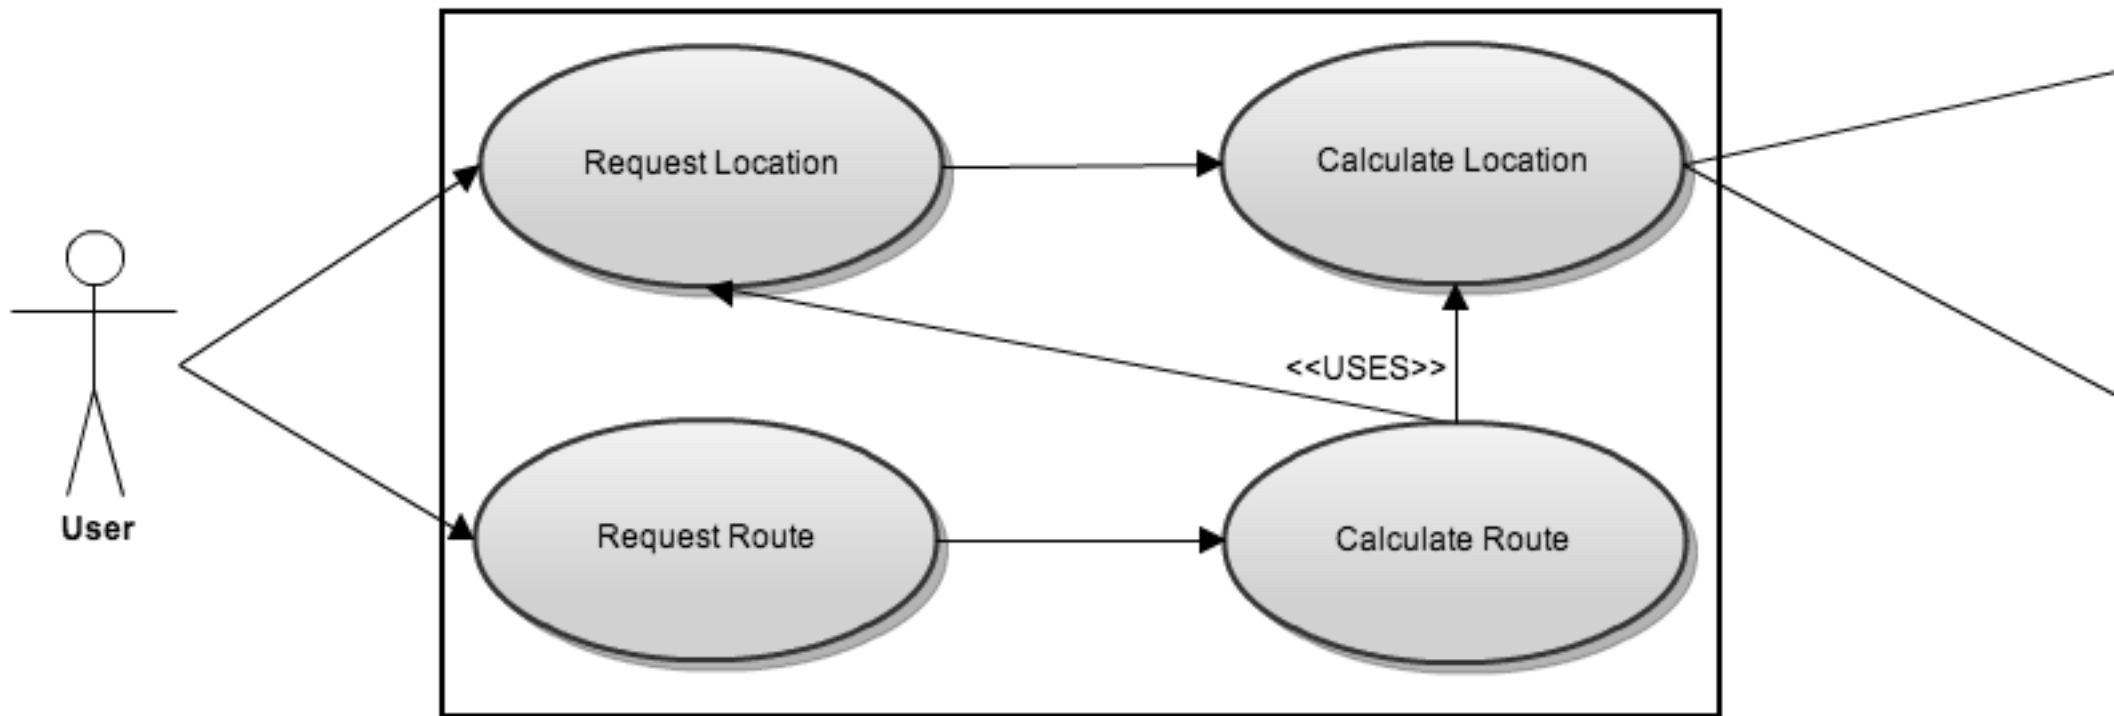 Request Location
Calculate Location
<<USES>>
User
Request Route
Calculate Route